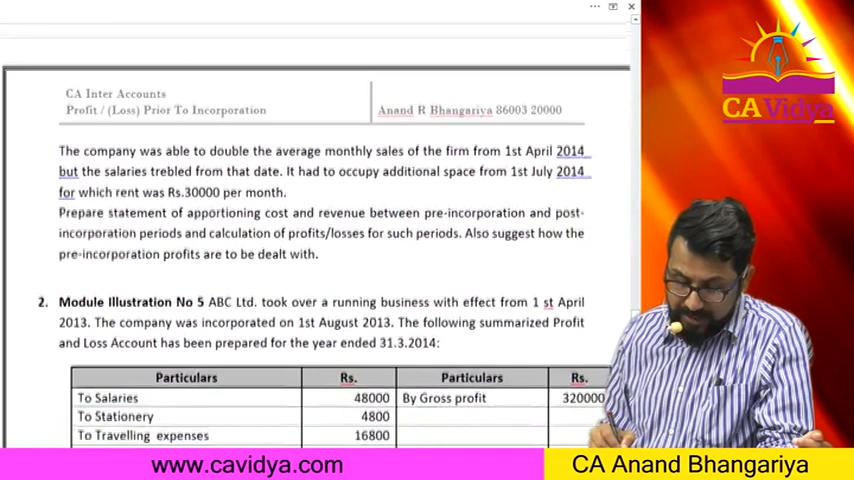 CA Vidya
CA Inter Accounts
Profit / (Loss) Prior To Incorporation
Anand R Bhangariya 86003 20000
The company was able to double the average monthly sales of the firm from 1st April 2014
but the salaries trebled from that date. It had to occupy additional space from 1st July 2014
for which rent was Rs.30000 per month.
Prepare statement of apportioning cost and revenue between pre-incorporation and post-
incorporation periods and calculation of profits/losses for such periods. Also suggest how the
pre-incorporation profits are to be dealt with.
2. Module Illustration No 5 ABC Ltd. took over a running business with effect from 1 st April
2013. The company was incorporated on 1st August 2013. The following summarized Profit
and Loss Account has been prepared for the year ended 31.3.2014:
Particulars Rs. Particulars Rs.
To Salaries 48000 By Gross profit 320000
To Stationery 4800
To Travelling expenses 16800
www.cavidya.com
CA Anand Bhangariya